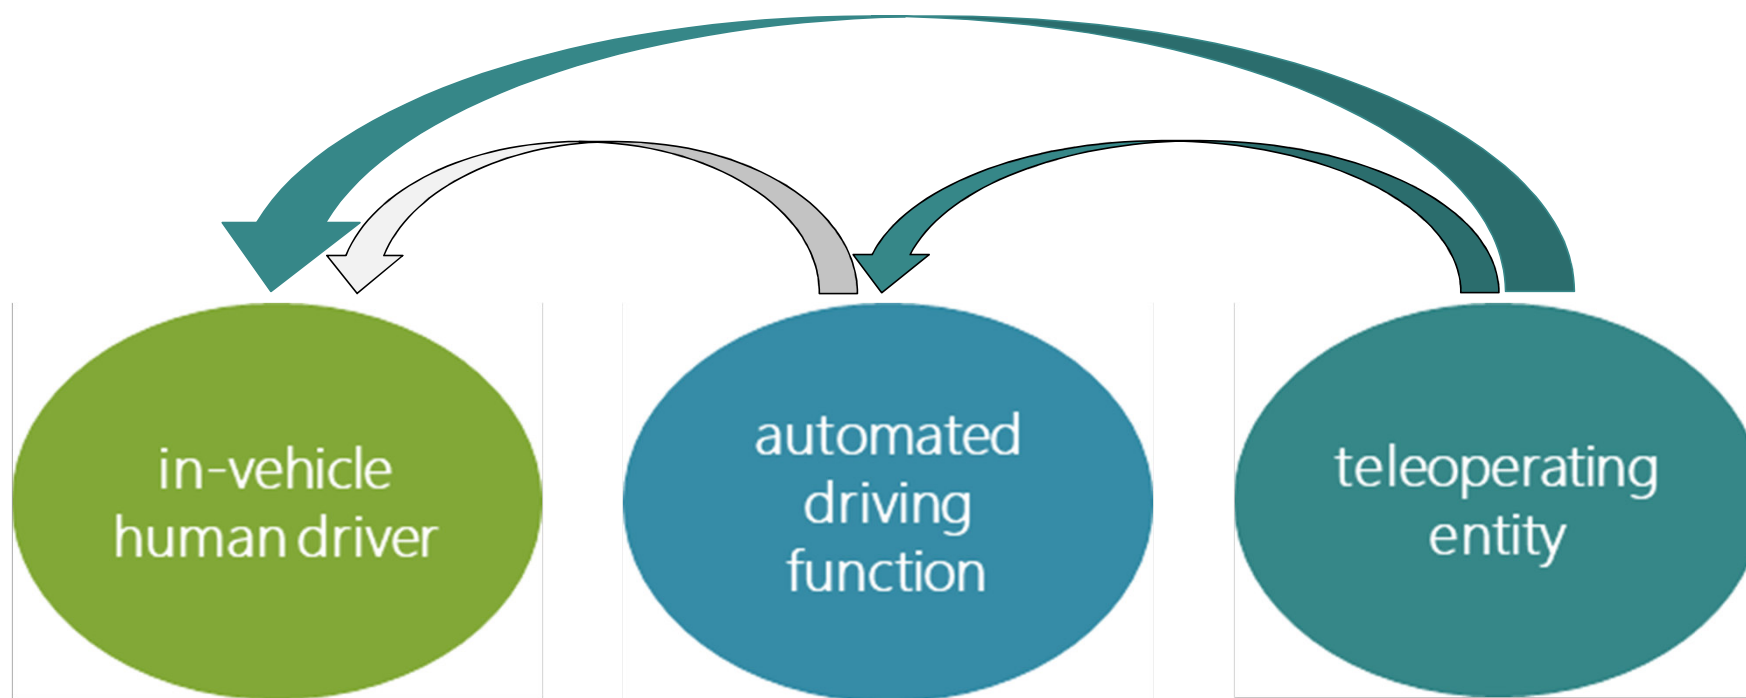 in-vehicle
human driver
automated
driving
function
teleoperating
entity